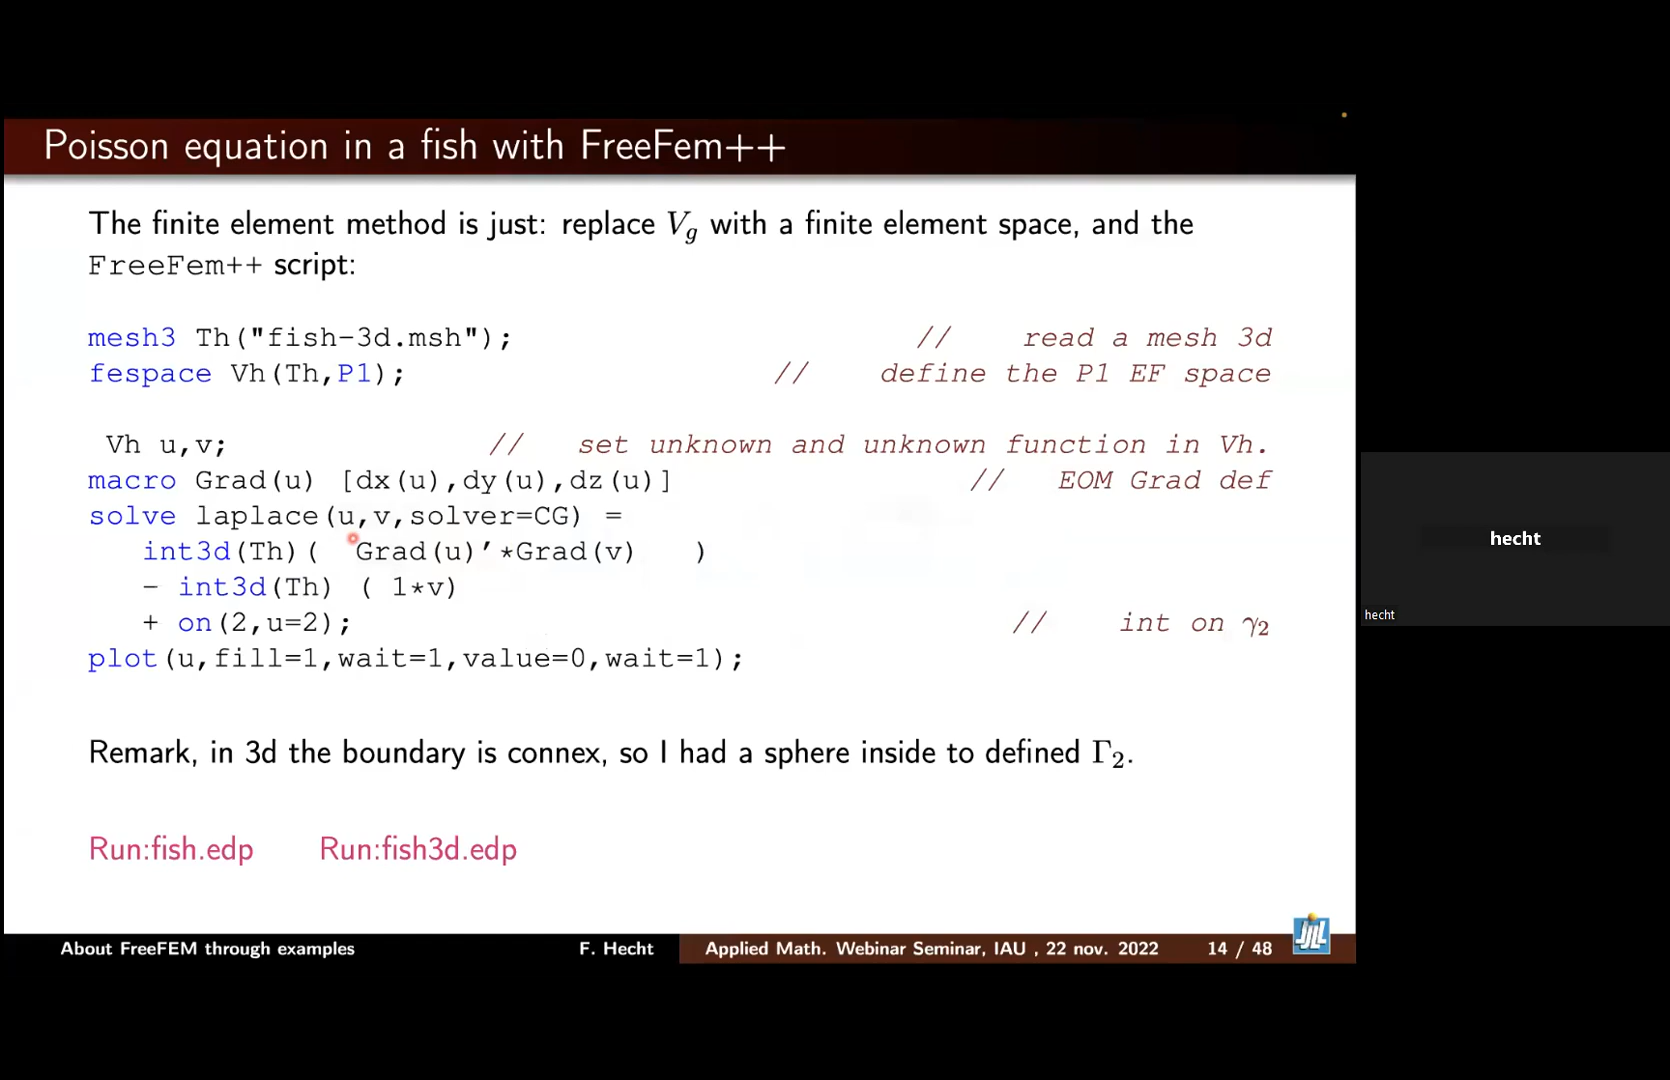 Poisson equation in a fish with FreeFem++
The finite element method is just: replace Vg with a finite element space, and the
FreeFem++ script:
mesh3 Th("fish-3d.msh"); // read a mesh 3d
fespace Vh(Th,P1); // define the P1 EF space
Vh u,v; // set unknown and unknown function in Vh.
macro Grad(u) [dx(u),dy(u),dz(u)] // EOM Grad def
solve laplace(u,v,solver=CG) =
int3d(Th)( Grad(u)'*Grad(v) )
- int3d(Th) ( 1*v)
+ on(2,u=2); // int on γ2
plot(u,fill=1,wait=1,value=0,wait=1);
Remark, in 3d the boundary is connex, so I had a sphere inside to defined Γ2.
Run:fish.edp Run:fish3d.edp
About FreeFEM through examples F. Hecht Applied Math. Webinar Seminar, IAU , 22 nov. 2022 14 / 48
hecht
hecht